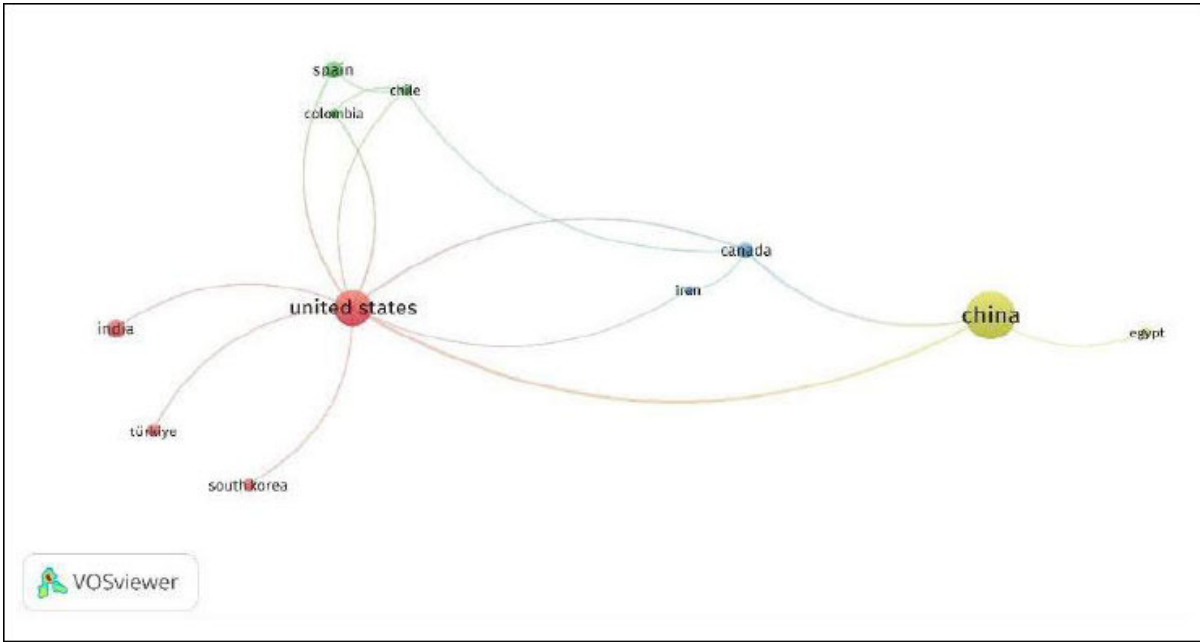 spain
chile
colombia
canada
iran
united states
china
india
egypt
türkiye
south korea
VOSviewer